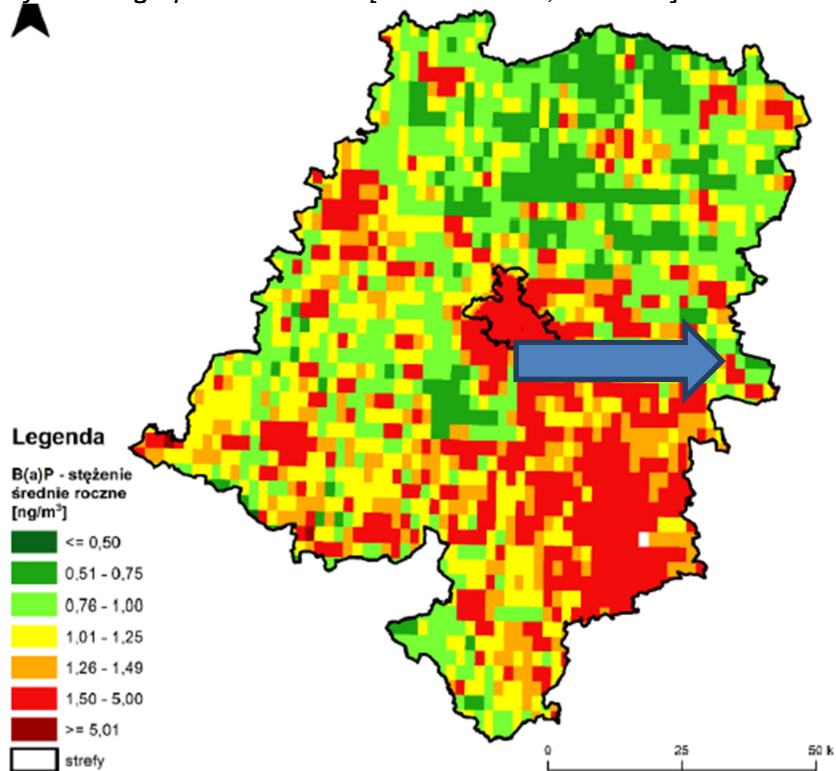 Legenda
B(a)P - stężenie
średnie roczne
[ng/m³]
<= 0,50
0,51 - 0,75
0,76 - 1,00
1,01 - 1,25
1,26 - 1,49
1,50 - 5,00
>= 5,01
strefy
0 25 50 k